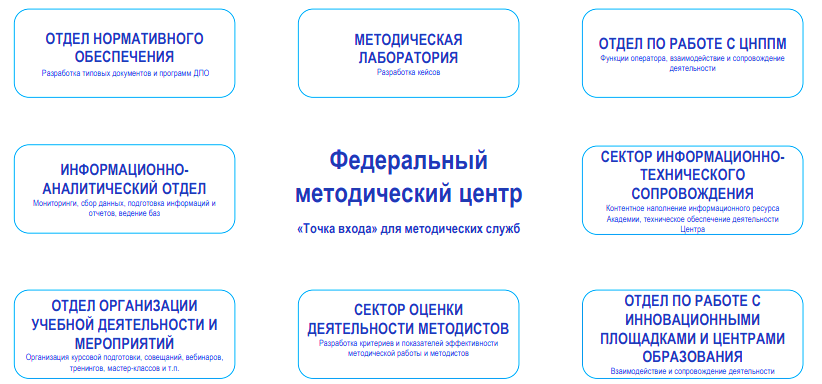 ОТДЕЛ НОРМАТИВНОГО
ОБЕСПЕЧЕНИЯ
Разработка типовых документов и программ ДПО
МЕТОДИЧЕСКАЯ
ЛАБОРАТОРИЯ
Разработка кейсов
ОТДЕЛ ПО РАБОТЕ С ЦНППМ
Функции оператора, взаимодействие и сопровождение
деятельности
ИНФОРМАЦИОННО-
АНАЛИТИЧЕСКИЙ ОТДЕЛ
Мониторинги, сбор данных, подготовка информаций и
отчетов, ведение баз
Федеральный
методический центр
«Точка входа» для методических служб
СЕКТОР ИНФОРМАЦИОННО-
ТЕХНИЧЕСКОГО
СОПРОВОЖДЕНИЯ
Контентное наполнение информационного ресурса
Академии, техническое обеспечение деятельности
Центра
ОТДЕЛ ОРГАНИЗАЦИИ
УЧЕБНОЙ ДЕЯТЕЛЬНОСТИ И
МЕРОПРИЯТИЙ
Организация курсовой подготовки, совещаний, вебинаров,
тренингов, мастер-классов и т.п.
СЕКТОР ОЦЕНКИ
ДЕЯТЕЛЬНОСТИ МЕТОДИСТОВ
Разработка критериев и показателей эффективности
методической работы и методистов
ОТДЕЛ ПО РАБОТЕ С
ИННОВАЦИОННЫМИ
ПЛОЩАДКАМИ И ЦЕНТРАМИ
ОБРАЗОВАНИЯ
Взаимодействие и сопровождение деятельности